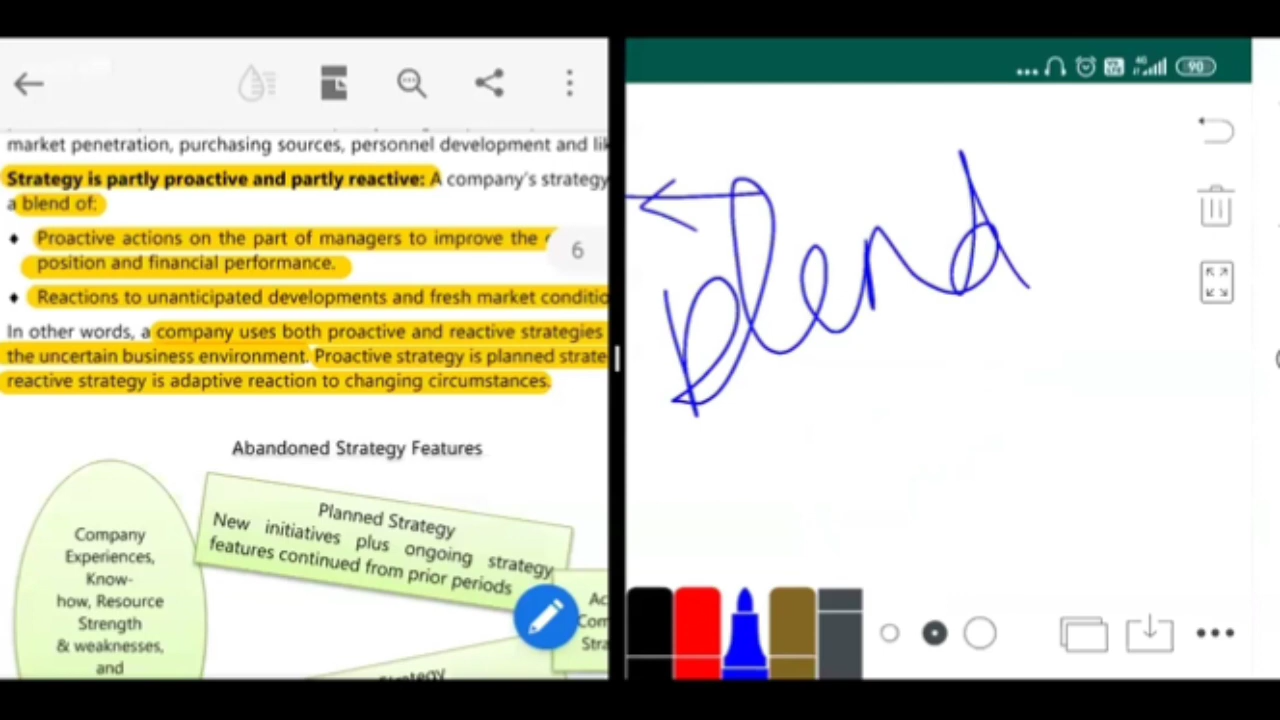 market penetration, purchasing sources, personnel development and
Strategy is partly proactive and partly reactive: A company's strategy
a blend of:
♦ Proactive actions on the part of managers to improve the
position and financial performance.
6
♦ Reactions to unanticipated developments and fresh market
In other words, a company uses both proactive and reactive strategies
the uncertain business environment. Proactive strategy is planned
reactive strategy is adaptive reaction to changing circumstances.
Abandoned Strategy Features
Planned Strategy
New initiatives plus ongoing strategy
features continued from prior periods
Company
Experiences,
Know-
how, Resource
Strength
& weaknesses,
and
Strategy
4G
90
Blend